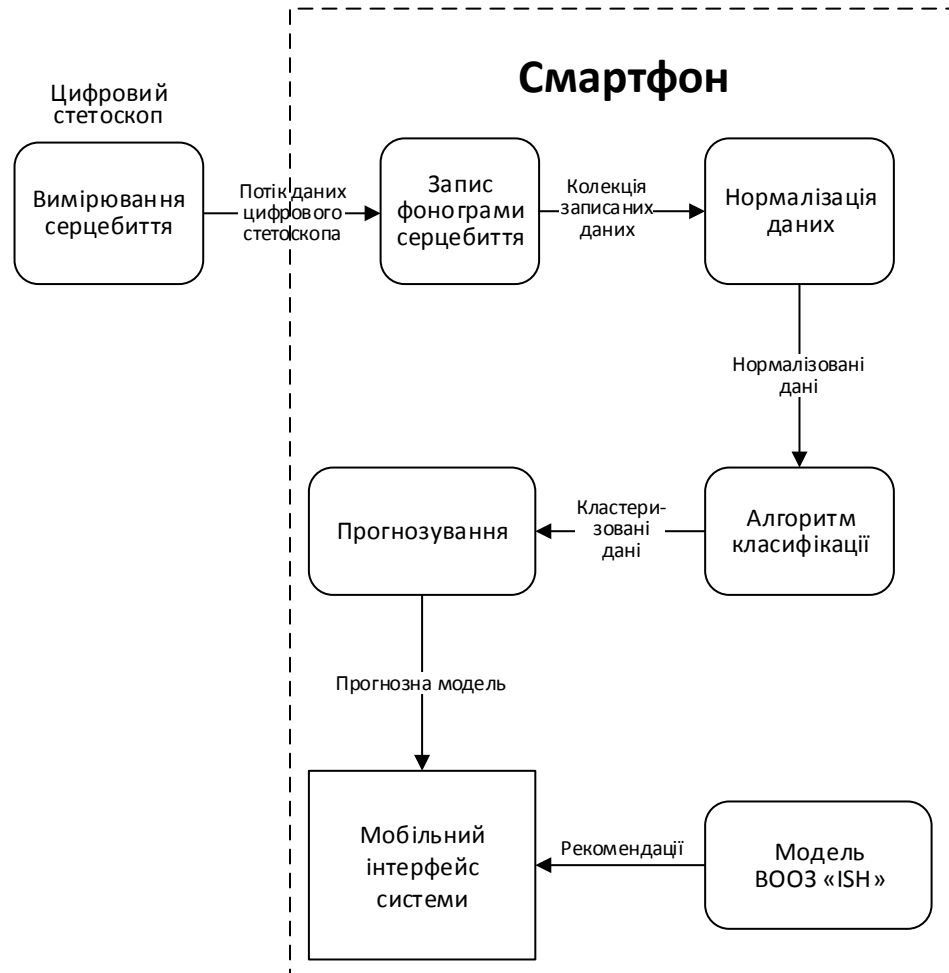 Смартфон
Цифровий
стетоскоп
Вимірювання
серцебиття
Потік даних
цифрового
стетоскопа
Запис
фонограми
серцебиття
Колекція
записаних
даних
Нормалізація
даних
Нормалізовані
дані
Алгоритм
класифікації
Кластери-
зовані
дані
Прогнозування
Прогнозна модель
Мобільний
інтерфейс
системи
Рекомендації
Модель
ВООЗ «ISH»